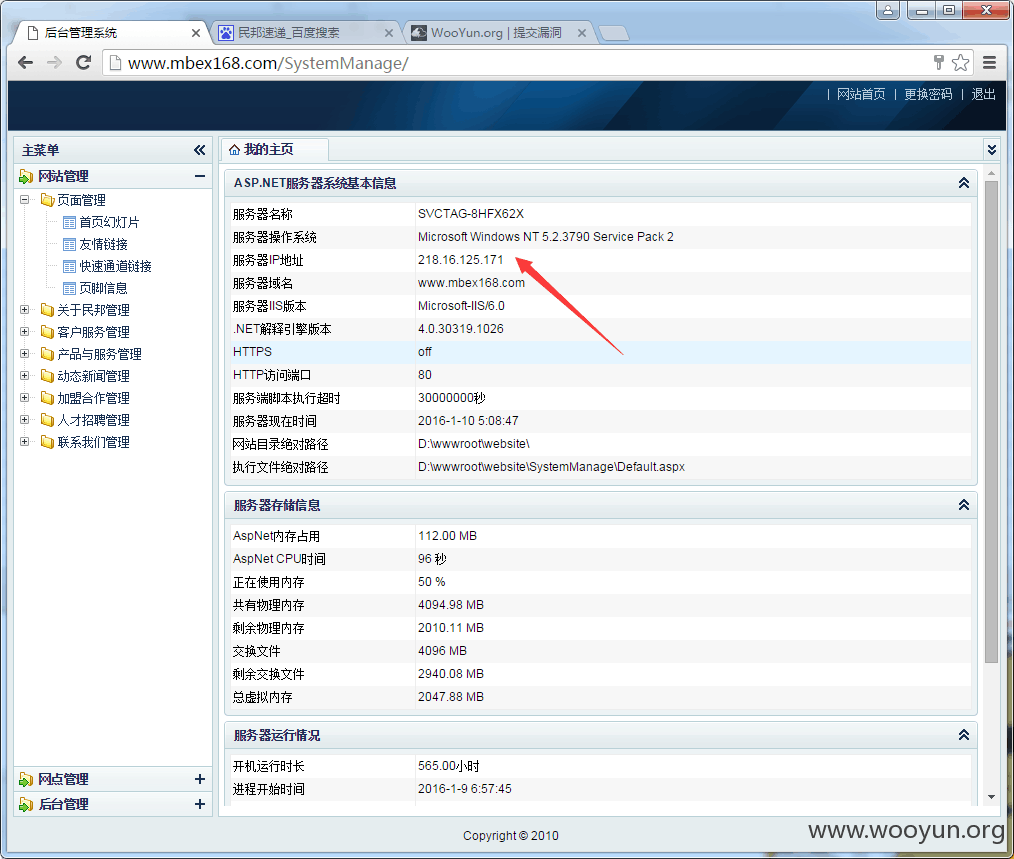 后台管理系统
民邦速递_百度搜索
WooYun.org | 提交漏洞
www.mbex168.com/SystemManage/
| 网站首页 | 更换密码 | 退出
主菜单
网站管理
页面管理
首页幻灯片
友情链接
快速通道链接
页脚信息
关于民邦管理
客户服务管理
产品与服务管理
动态新闻管理
加盟合作管理
人才招聘管理
联系我们管理
网点管理
后台管理
我的主页
ASP.NET服务器系统基本信息
服务器名称 SVCTAG-8HFX62X
服务器操作系统 Microsoft Windows NT 5.2.3790 Service Pack 2
服务器IP地址 218.16.125.171
服务器域名 www.mbex168.com
服务器IIS版本 Microsoft-IIS/6.0
.NET解释引擎版本 4.0.30319.1026
HTTPS off
HTTP访问端口 80
服务端脚本执行超时 30000000秒
服务器现在时间 2016-1-10 5:08:47
网站目录绝对路径 D:\wwwroot\website\
执行文件绝对路径 D:\wwwroot\website\SystemManage\Default.aspx
服务器存储信息
AspNet内存占用 112.00 MB
AspNet CPU时间 96 秒
正在使用内存 50 %
共有物理内存 4094.98 MB
剩余物理内存 2010.11 MB
交换文件 4096 MB
剩余交换文件 2940.08 MB
总虚拟内存 2047.88 MB
服务器运行情况
开机运行时长 565.00小时
进程开始时间 2016-1-9 6:57:45
Copyright © 2010
www.wooyun.org